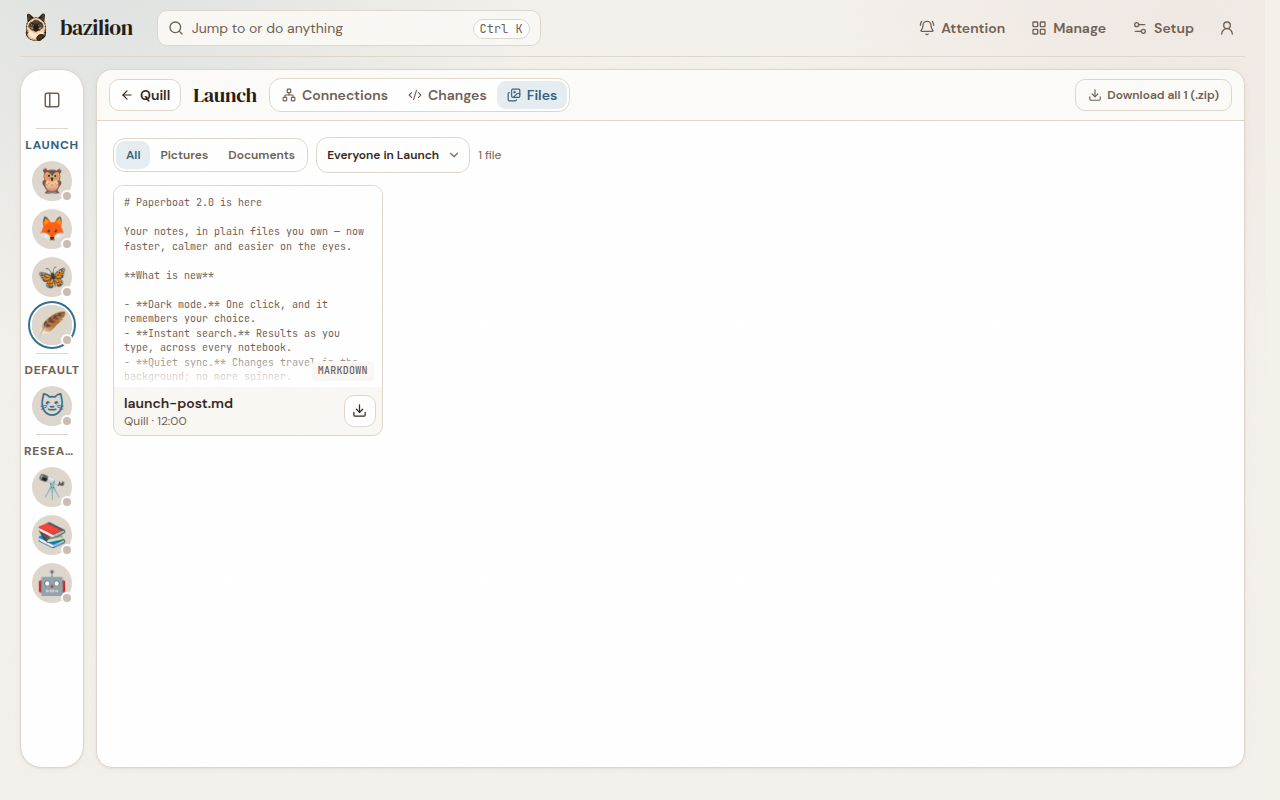 bazilion
Jump to or do anything
Ctrl K
Attention
Manage
Setup
Quill
Launch
Connections
Changes
Files
Download all 1 (.zip)
LAUNCH
DEFAULT
RESEA...
All
Pictures
Documents
Everyone in Launch
1 file
# Paperboat 2.0 is here
Your notes, in plain files you own — now
faster, calmer and easier on the eyes.
**What is new**
- **Dark mode.** One click, and it
remembers your choice.
- **Instant search.** Results as you
type, across every notebook.
- **Quiet sync.** Changes travel in the
background; no more spinner.
MARKDOWN
launch-post.md
Quill · 12:00